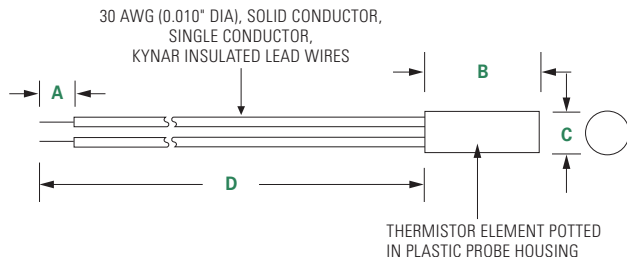 30 AWG (0.010" DIA), SOLID CONDUCTOR,
SINGLE CONDUCTOR,
KYNAR INSULATED LEAD WIRES
A
B
C
D
THERMISTOR ELEMENT POTTED
IN PLASTIC PROBE HOUSING